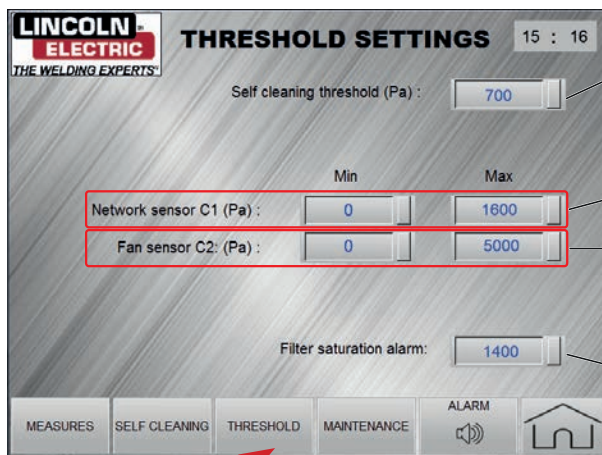 LINCOLN
ELECTRIC
THE WELDING EXPERTS®
THRESHOLD SETTINGS
15 : 16
Self cleaning threshold (Pa) : 700
Min Max
Network sensor C1 (Pa) : 0 1600
Fan sensor C2: (Pa) : 0 5000
Filter saturation alarm: 1400
MEASURES SELF CLEANING THRESHOLD MAINTENANCE ALARM